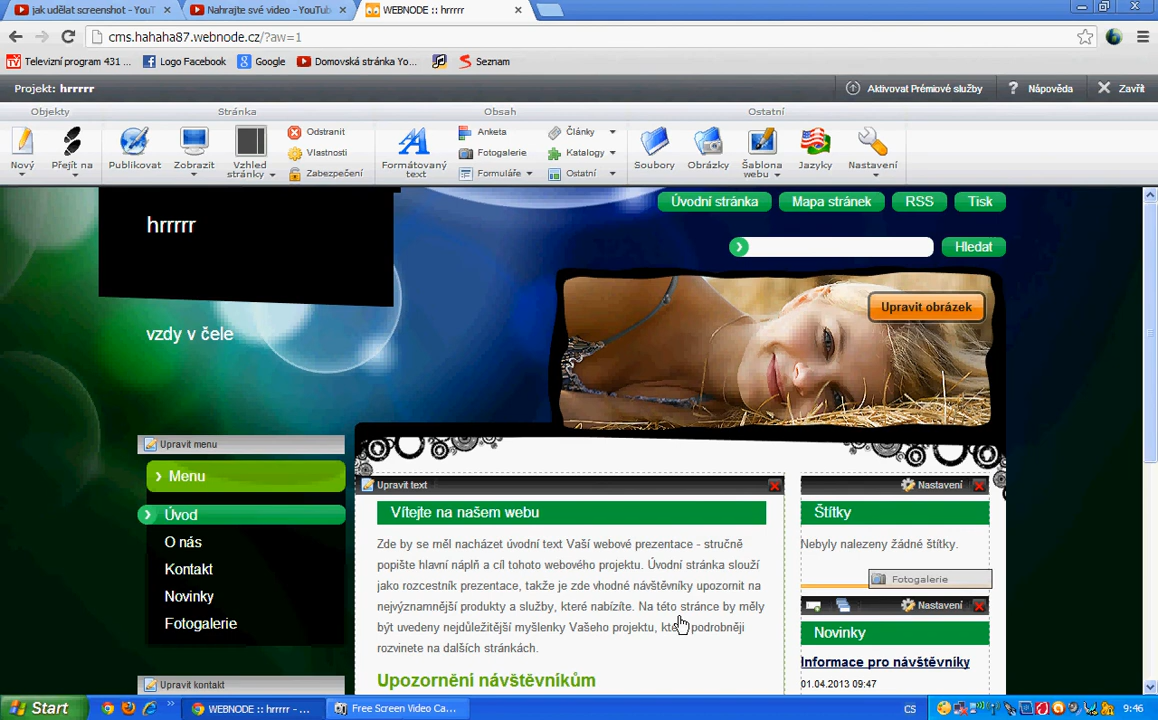 jak udělat screenshot - YouT
Nahrajte své video - YouTub
WEBNODE :: hrrrrr
cms.hahaha87.webnode.cz/?aw=1
Televizní program 431 ...
Logo Facebook
Google
Domovská stránka Yo...
Seznam
Projekt: hrrrrr
Aktivovat Prémiové služby
? Nápověda
Zavřít
Objekty
Stránka
Obsah
Ostatní
Nový
Přejít na
Publikovat
Zobrazit
Vzhled
stránky
Odstranit
Vlastnosti
Zabezpečení
Formátovaný
text
Anketa
Fotogalerie
Formuláře
Články
Katalogy
Ostatní
Soubory
Obrázky
Šablona
webu
Jazyky
Nastavení
hrrrrr
Úvodní stránka
Mapa stránek
RSS
Tisk
Hledat
Upravit obrázek
vzdy v čele
Upravit menu
Menu
Úvod
O nás
Kontakt
Novinky
Fotogalerie
Upravit kontakt
Upravit text
Vítejte na našem webu
Zde by se měl nacházet úvodní text Vaší webové prezentace - stručně
popište hlavní náplň a cíl tohoto webového projektu. Úvodní stránka slouží
jako rozcestník prezentace, takže je zde vhodné návštěvníky upozornit na
nejvýznamnější produkty a služby, které nabízíte. Na této stránce by měly
být uvedeny nejdůležitější myšlenky Vašeho projektu, kte podrobněji
rozvinete na dalších stránkách.
Upozornění návštěvníkům
Nastavení
Štítky
Nebyly nalezeny žádné štítky.
Fotogalerie
Nastavení
Novinky
Informace pro návštěvníky
01.04.2013 09:47
Start
WEBNODE :: hrrrrr - ...
Free Screen Video Ca...
CS
9:46